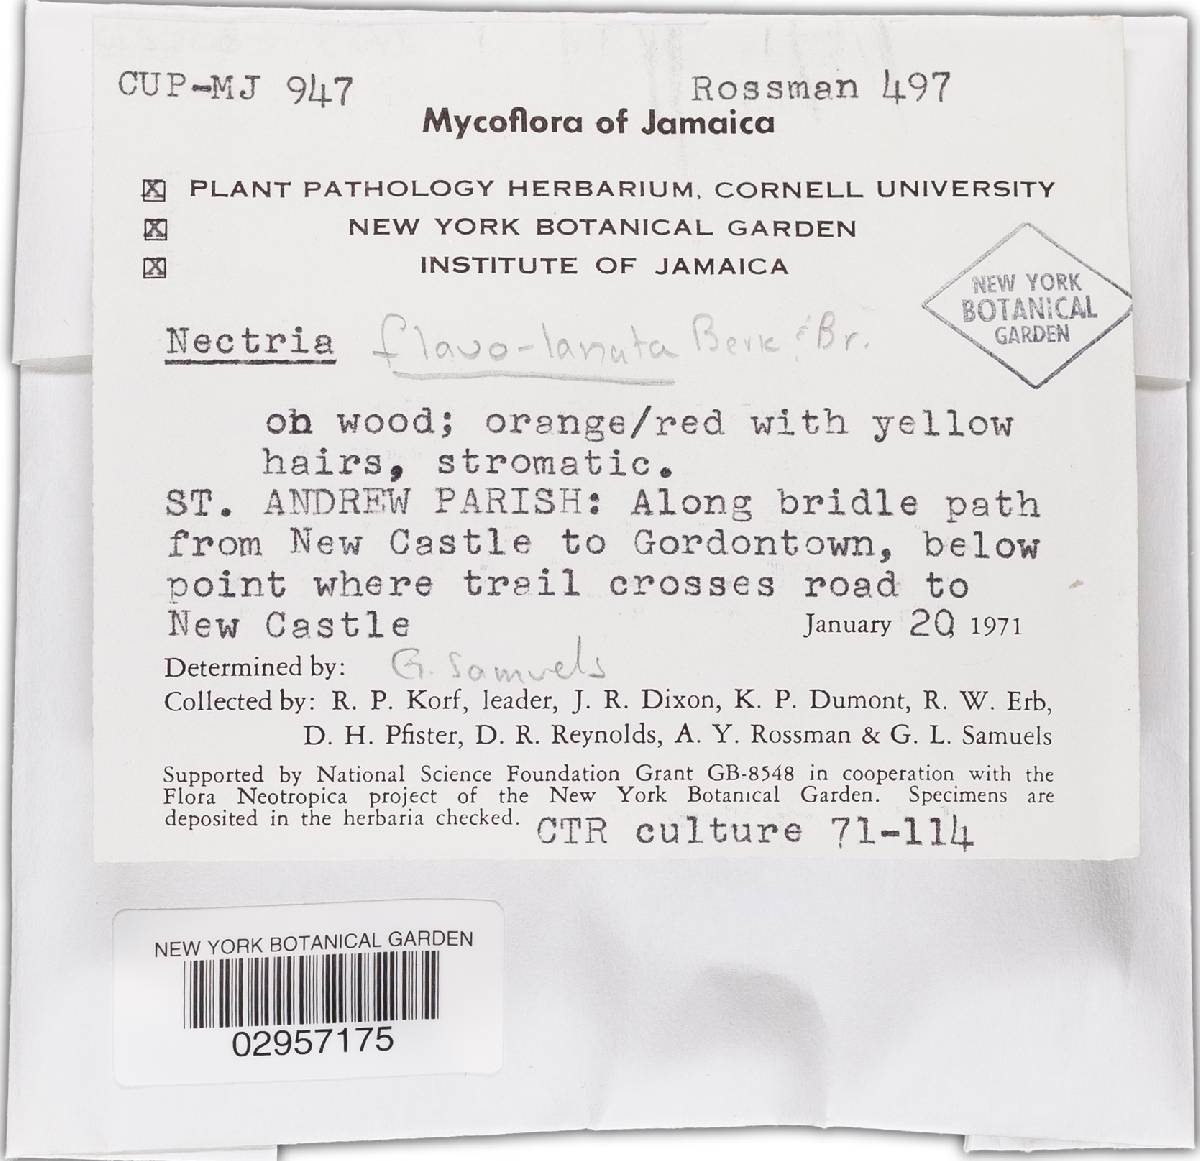 CUP-MJ 947 Rossman 497
Mycoflora of Jamaica
☒ PLANT PATHOLOGY HERBARIUM, CORNELL UNIVERSITY
☒ NEW YORK BOTANICAL GARDEN
☒ INSTITUTE OF JAMAICA
NEW YORK
BOTANICAL
GARDEN
Nectria flavo-lanata Berk & Br.
on wood; orange/red with yellow
hairs, stromatic.
ST. ANDREW PARISH: Along bridle path
from New Castle to Gordontown, below
point where trail crosses road to
New Castle January 20 1971
Determined by: G. Samuels
Collected by: R. P. Korf, leader, J. R. Dixon, K. P. Dumont, R. W. Erb,
D. H. Pfister, D. R. Reynolds, A. Y. Rossman & G. L. Samuels
Supported by National Science Foundation Grant GB-8548 in cooperation with the
Flora Neotropica project of the New York Botanical Garden. Specimens are
deposited in the herbaria checked. CTR culture 71-114
NEW YORK BOTANICAL GARDEN
02957175